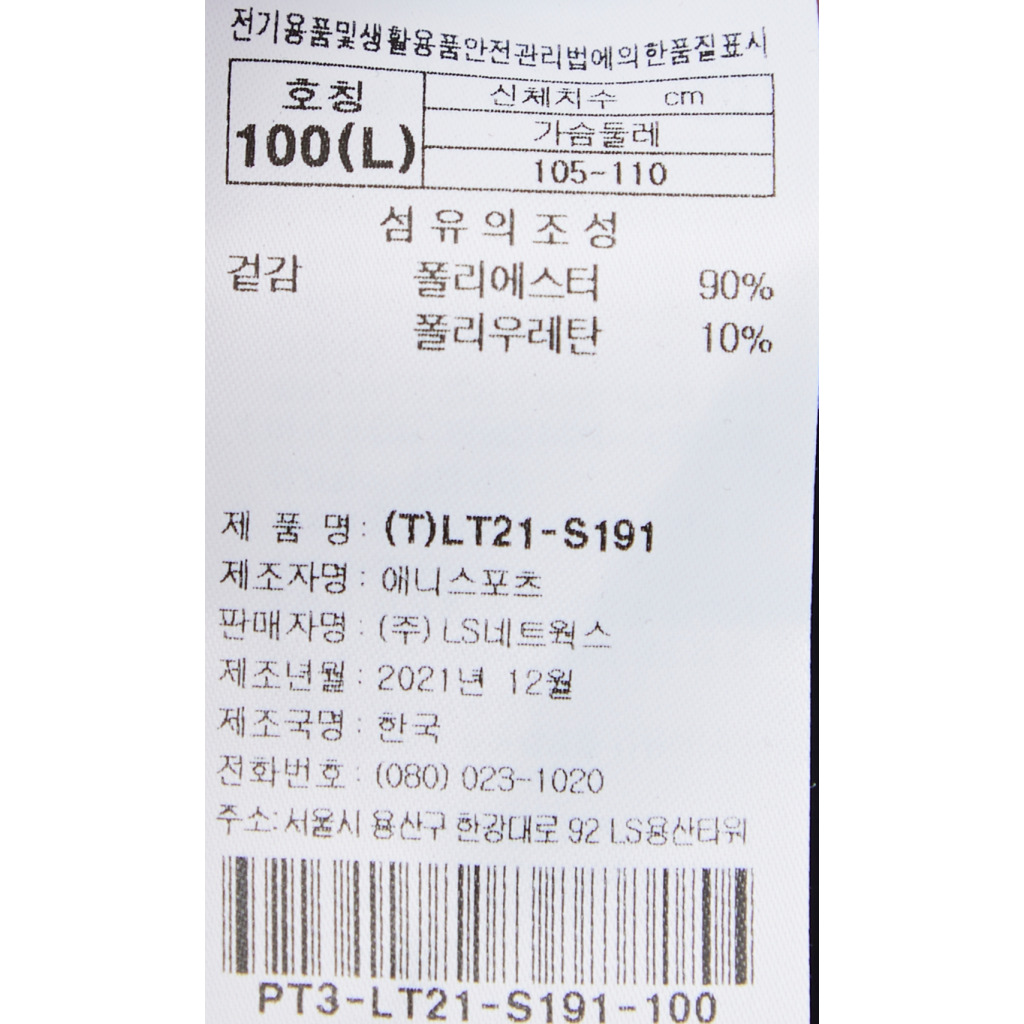 전기용품및생활용품안전관리법에의한품질표시
호칭 신체치수 cm
100(L) 가슴둘레
105-110
섬유의조성
겉감 폴리에스터 90%
폴리우레탄 10%
제 품 명 : (T)LT21-S191
제조자명 : 애니스포츠
판매자명 : (주) LS네트웍스
제조년월 : 2021년 12월
제조국명 : 한국
전화번호 : (080) 023-1020
주소: 서울시 용산구 한강대로 92 LS용산타워
PT3-LT21-S191-100